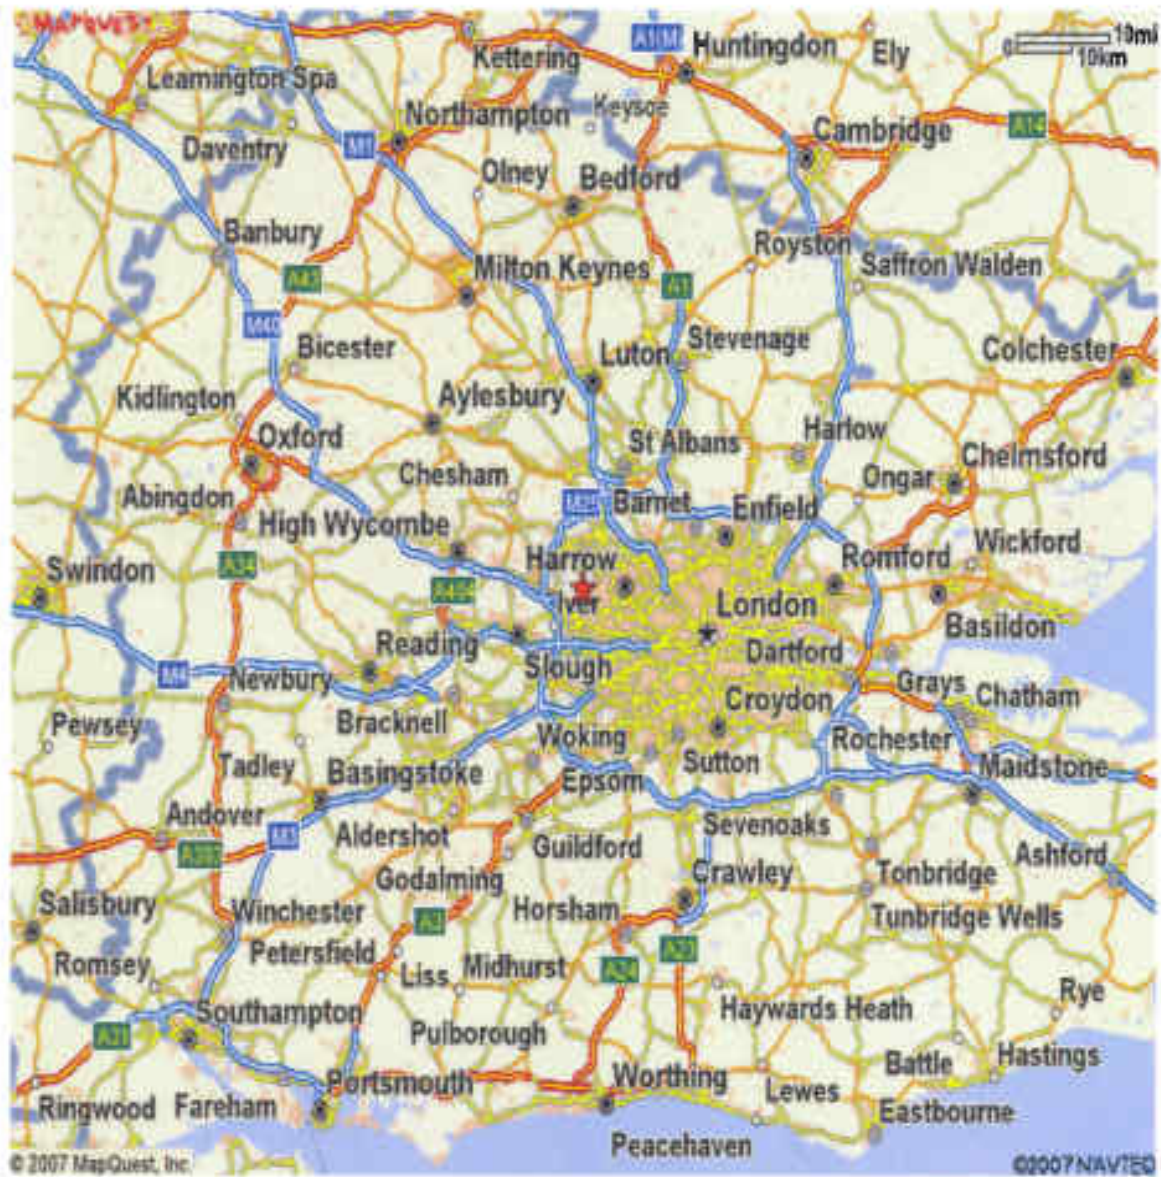 MAPQUEST
A1(M)
Huntingdon
Ely
10mi
0
10km
Kettering
Leamington Spa
Keysoe
Northampton
Cambridge
A14
M1
Daventry
Olney
Bedford
Banbury
Royston
Saffron Walden
Milton Keynes
A43
A1
M40
Bicester
Luton
Stevenage
Colchester
Kidlington
Aylesbury
Oxford
St Albans
Harlow
Chelmsford
Chesham
Ongar
Abingdon
Barnet
Enfield
High Wycombe
Harrow
Romford
Wickford
Swindon
A34
Iver
London
Basildon
Reading
Dartford
M4
Newbury
Slough
Croydon
Grays
Chatham
Bracknell
Pewsey
Woking
Rochester
Tadley
Basingstoke
Epsom
Sutton
Maidstone
Andover
M3
Aldershot
Sevenoaks
Guildford
Ashford
Godalming
Crawley
Tonbridge
Salisbury
Winchester
A3
Horsham
Tunbridge Wells
Petersfield
A23
Romsey
Liss
Midhurst
A24
Rye
Southampton
Haywards Heath
A31
Pulborough
Battle
Hastings
Portsmouth
Worthing
Lewes
Ringwood
Fareham
Eastbourne
Peacehaven
© 2007 MapQuest, Inc.
©2007 NAVTEQ